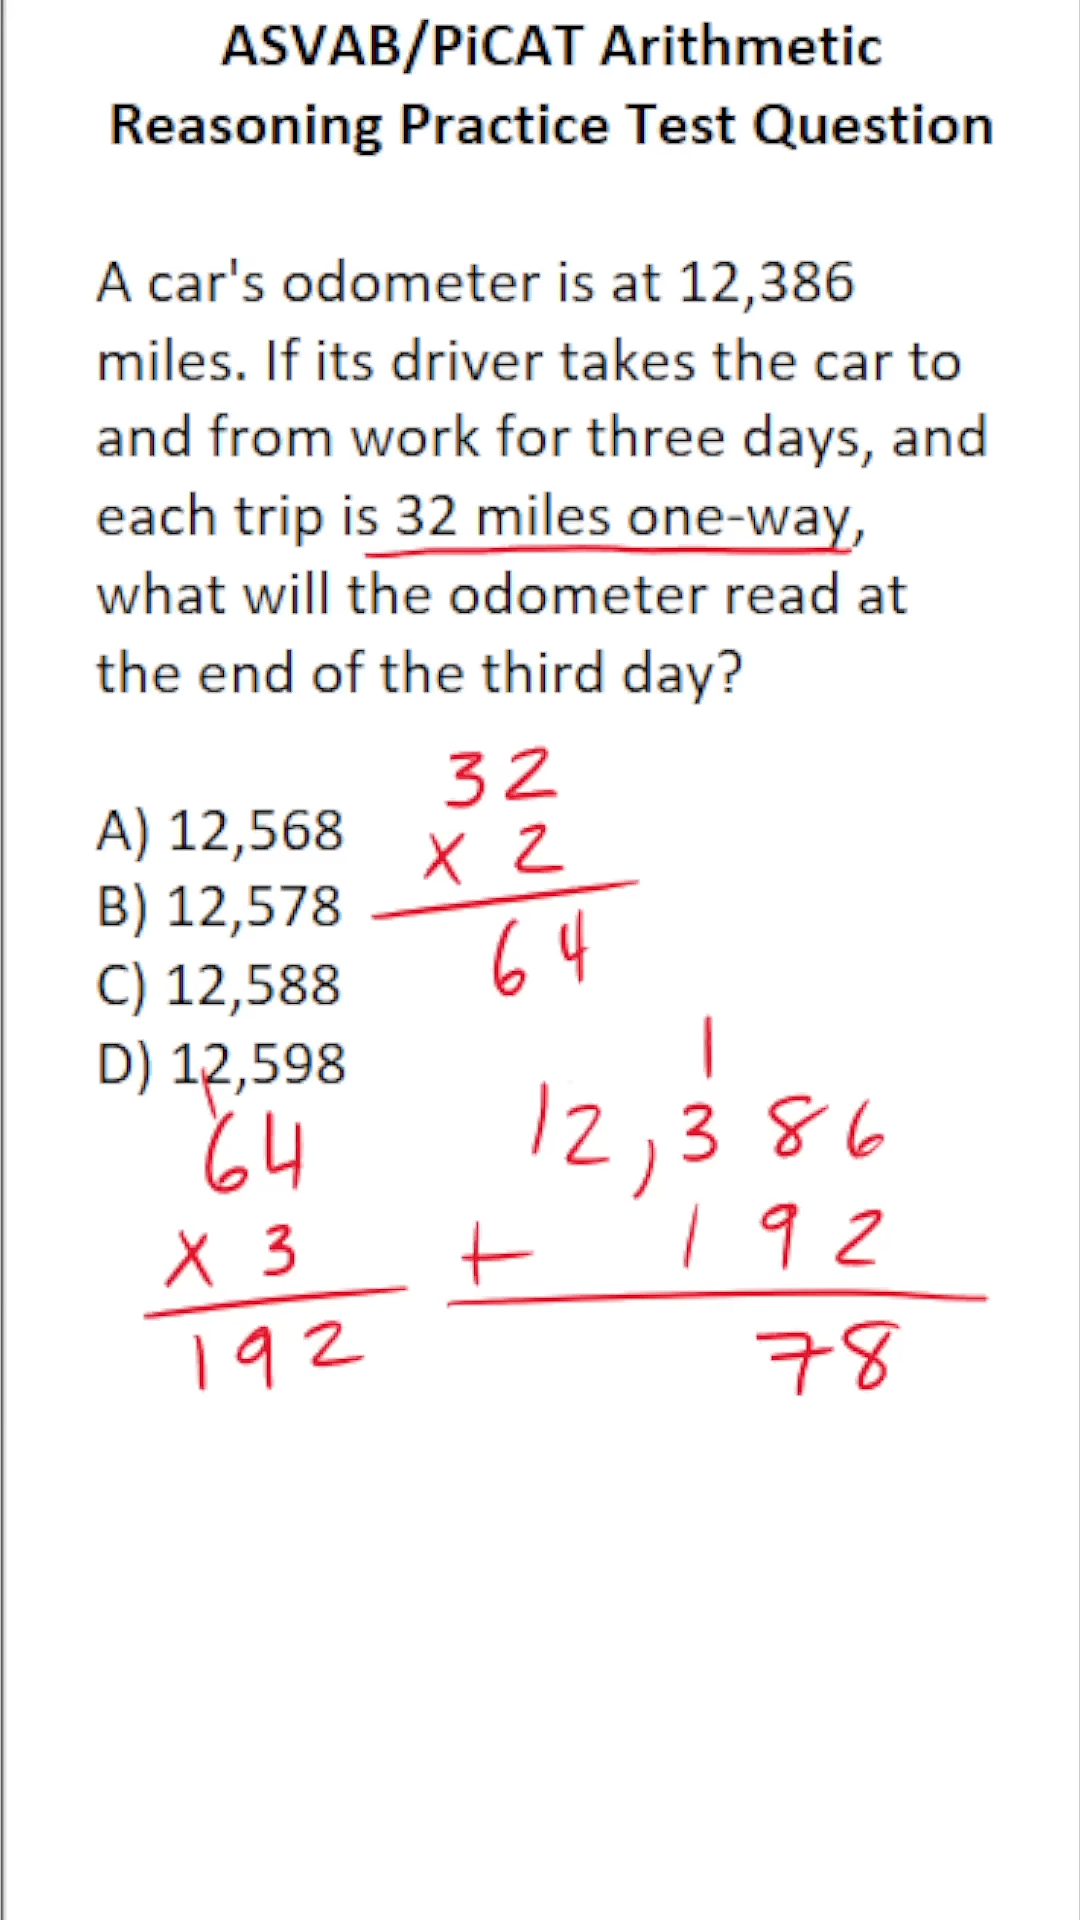 ASVAB/PiCAT Arithmetic
Reasoning Practice Test Question
A car's odometer is at 12,386
miles. If its driver takes the car to
and from work for three days, and
each trip is 32 miles one-way,
what will the odometer read at
the end of the third day?
A) 12,568
B) 12,578
C) 12,588
D) 12,598
32
x 2
64
1
64
x 3
192
1
12,386
+ 192
78